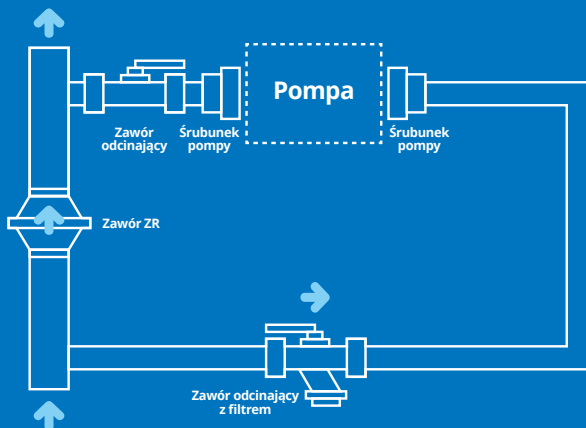 Pompa
Zawór
odcinający
Śrubunek
pompy
Śrubunek
pompy
Zawór ZR
Zawór odcinający
z filtrem